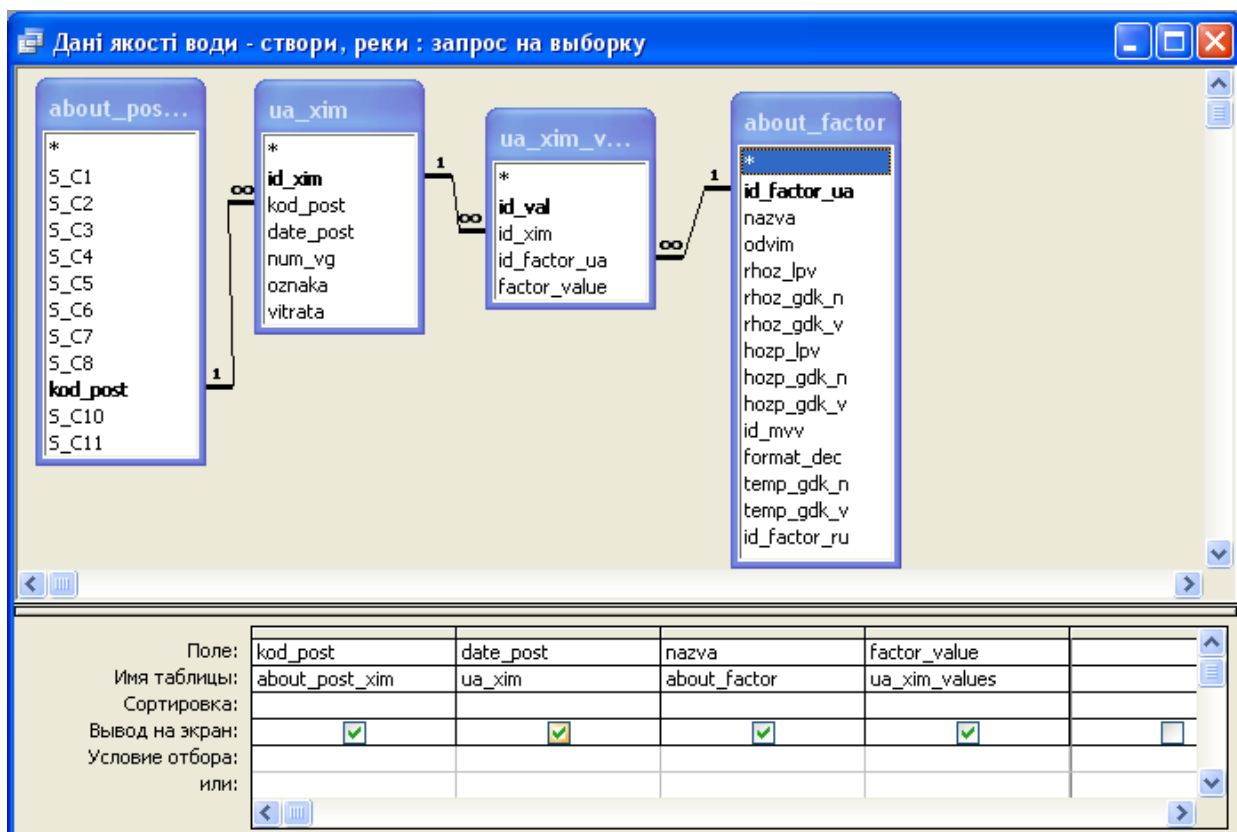 Дані якості води - створи, реки : запрос на выборку
about_pos...
*
S_C1
S_C2
S_C3
S_C4
S_C5
S_C6
S_C7
S_C8
kod_post
S_C10
S_C11
1
∞
ua_xim
*
id_xim
kod_post
date_post
num_vg
oznaka
vitrata
1
∞
ua_xim_v...
*
id_val
id_xim
id_factor_ua
factor_value
∞
1
about_factor
*
id_factor_ua
nazva
odvim
rhoz_lpv
rhoz_gdk_n
rhoz_gdk_v
hozp_lpv
hozp_gdk_n
hozp_gdk_v
id_mvv
format_dec
temp_gdk_n
temp_gdk_v
id_factor_ru
Поле: kod_post date_post nazva factor_value
Имя таблицы: about_post_xim ua_xim about_factor ua_xim_values
Сортировка:
Вывод на экран:
Условие отбора:
или: